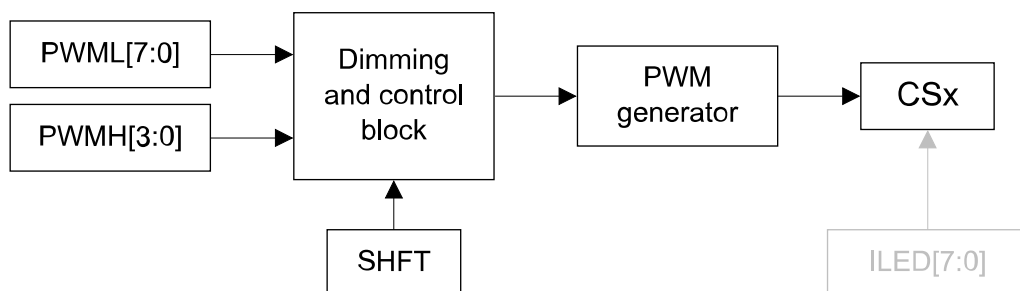 PWML[7:0]
PWMH[3:0]
Dimming
and control
block
SHFT
PWM
generator
CSx
ILED[7:0]